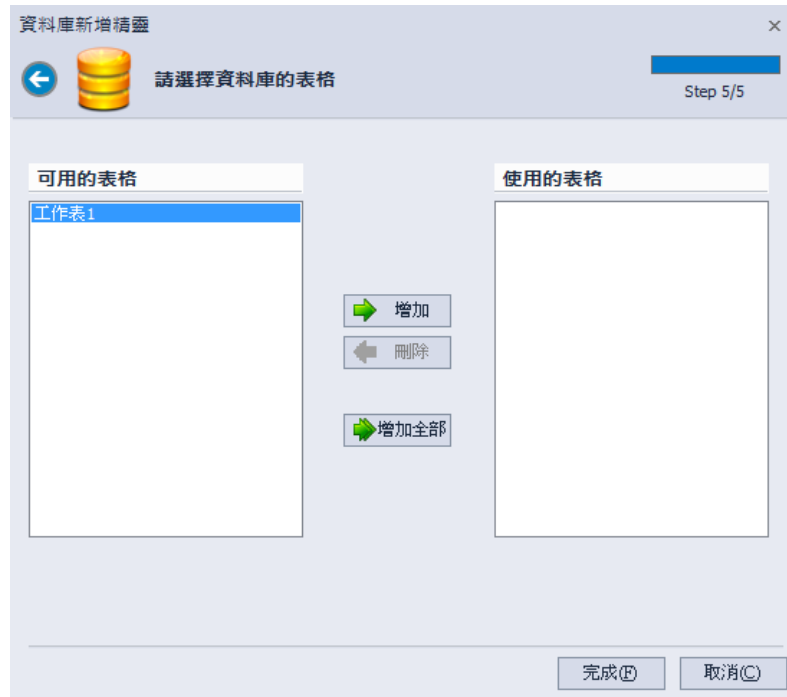 資料庫新增精靈
請選擇資料庫的表格
Step 5/5
可用的表格
使用的表格
工作表1
增加
刪除
增加全部
完成(F)
取消(C)